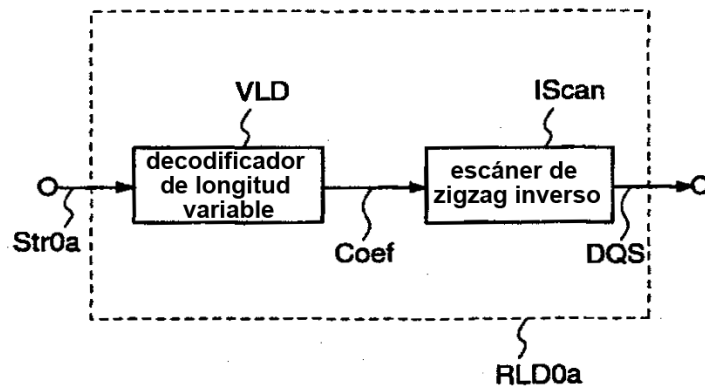 VLD
IScan
decodificador
de longitud
variable
escáner de
zigzag inverso
Str0a
Coef
DQS
RLD0a